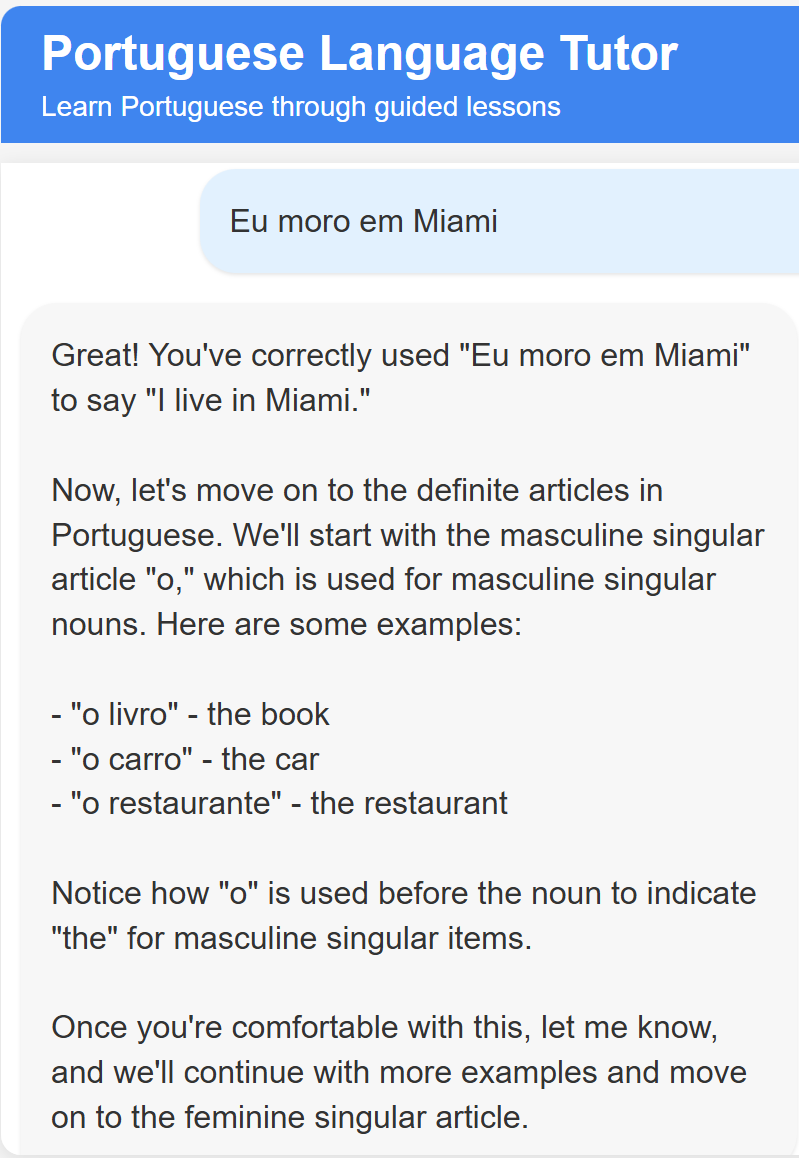 Portuguese Language Tutor
Learn Portuguese through guided lessons
Eu moro em Miami
Great! You've correctly used "Eu moro em Miami"
to say "I live in Miami."
Now, let's move on to the definite articles in
Portuguese. We'll start with the masculine singular
article "o," which is used for masculine singular
nouns. Here are some examples:
- "o livro" - the book
- "o carro" - the car
- "o restaurante" - the restaurant
Notice how "o" is used before the noun to indicate
"the" for masculine singular items.
Once you're comfortable with this, let me know,
and we'll continue with more examples and move
on to the feminine singular article.